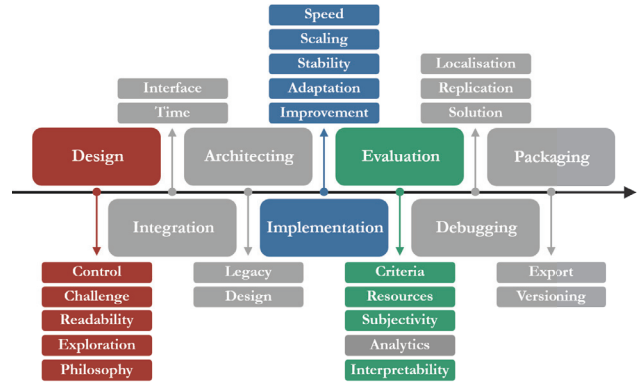 Speed
Scaling
Stability
Adaptation
Improvement
Interface
Time
Localisation
Replication
Solution
Design
Architecting
Evaluation
Packaging
Integration
Implementation
Debugging
Control
Challenge
Readability
Exploration
Philosophy
Legacy
Design
Criteria
Resources
Subjectivity
Analytics
Interpretability
Export
Versioning